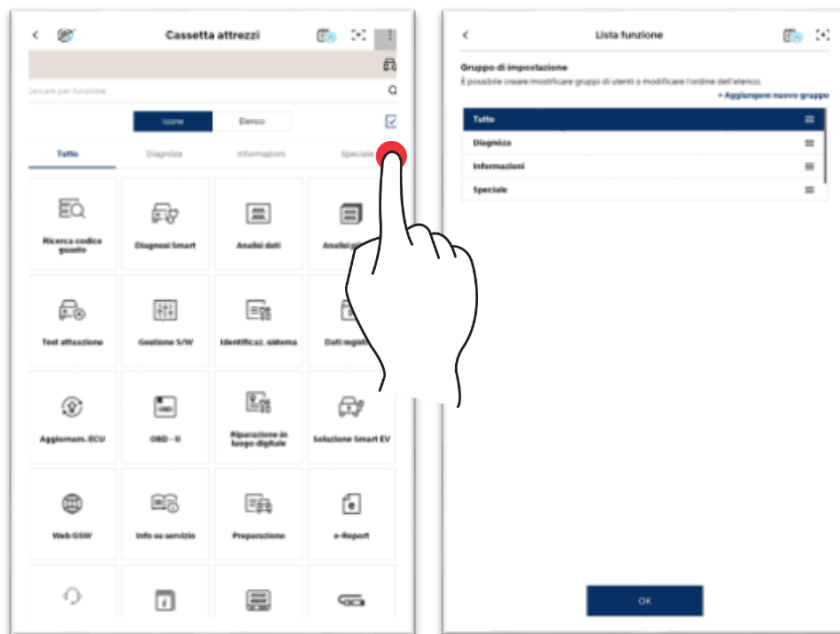 Cassetta attrezzi
Cercare per funzione
Icone
Elenco
Tutto
Diagnosi
Informazioni
Speciale
Ricerca codice
guasto
Diagnosi Smart
Analisi dati
Analisi
Test attuazione
Gestione S/W
Identificaz. sistema
Dati
Aggiornam. ECU
OBD - II
Riparazione in
luogo digitale
Soluzione Smart EV
Web GSW
Info su servizio
Preparazione
e-Report
Lista funzione
Gruppo di impostazione
È possibile creare/modificare gruppi di utenti o modificare l'ordine dell'elenco.
+ Aggiungere nuovo gruppo
Tutto
Diagnosi
Informazioni
Speciale
OK